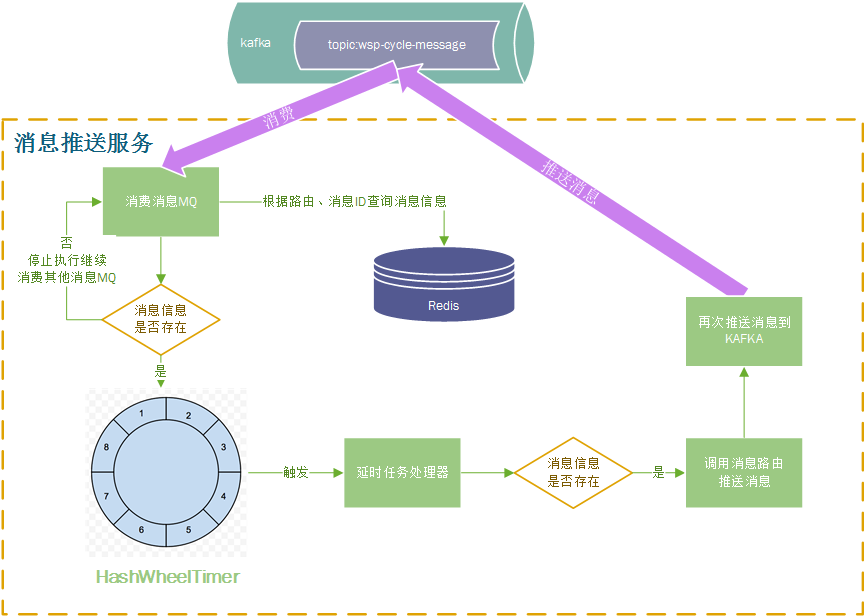 kafka
topic:wsp-cycle-message
消费
推送消息
消息推送服务
消费消息MQ
根据路由、消息ID查询消息信息
否
停止执行继续
消费其他消息MQ
Redis
消息信息
是否存在
是
再次推送消息到
KAFKA
1
2
3
4
5
6
7
8
触发
延时任务处理器
消息信息
是否存在
是
调用消息路由
推送消息
HashWheelTimer